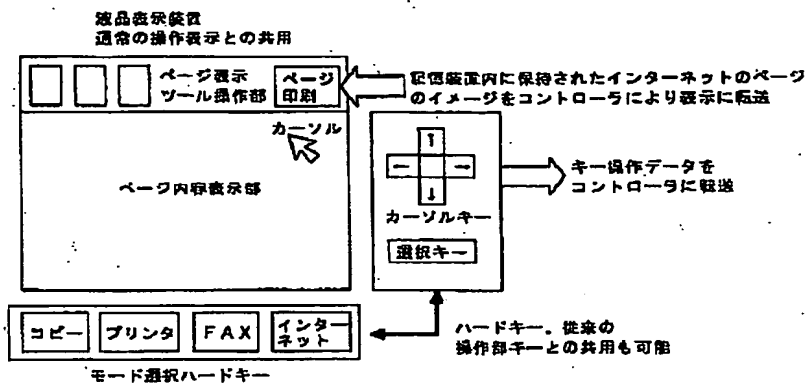 液晶表示装置
通常の操作表示との共用
ページ表示
ツール操作部
ページ
印刷
記憶装置内に保持されたインターネットのページ
のイメージをコントローラにより表示に転送
カーソル
ページ内容表示部
↑
←
→
↓
カーソルキー
選択キー
キー操作データを
コントローラに転送
コピー
プリンタ
FAX
インター
ネット
ハードキー。従来の
操作部キーとの共用も可能
モード選択ハードキー